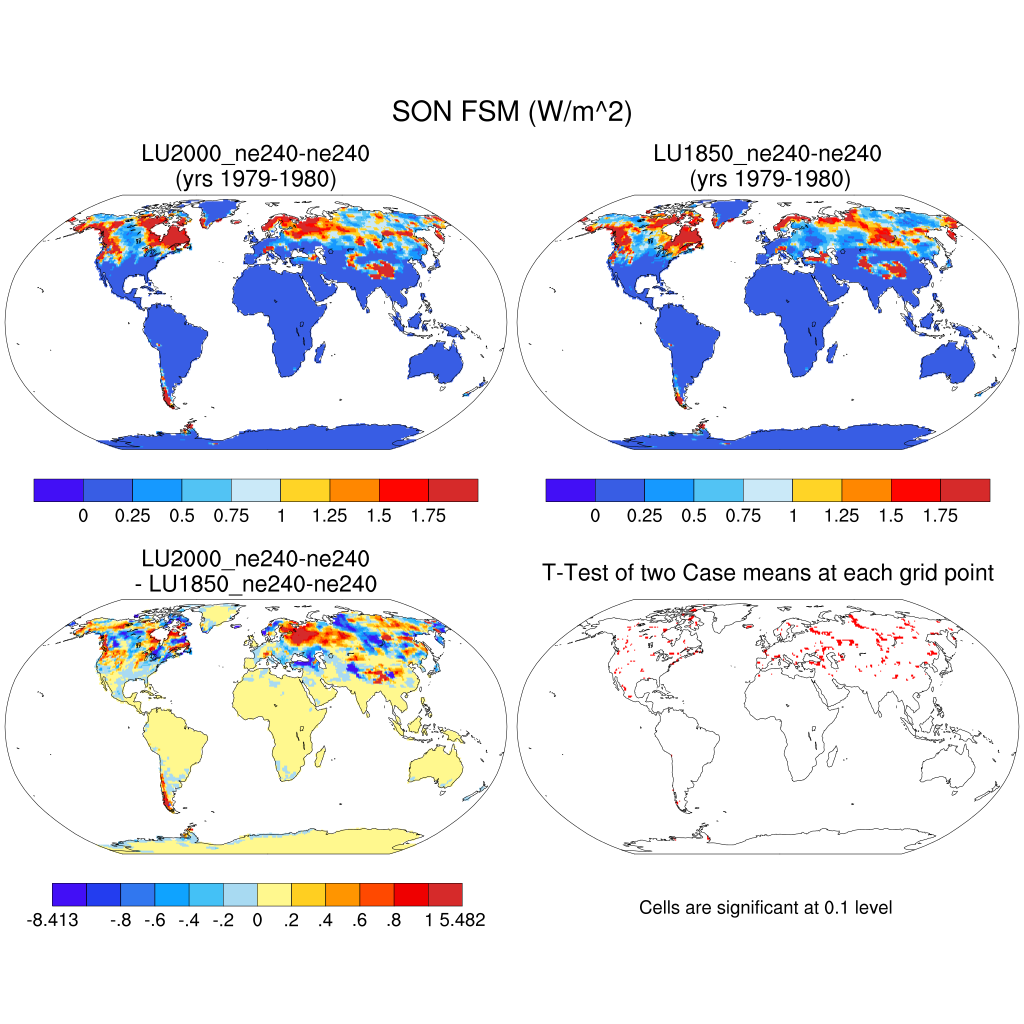 SON FSM (W/m^2)
LU2000_ne240-ne240
(yrs 1979-1980)
LU1850_ne240-ne240
(yrs 1979-1980)
0 0.25 0.5 0.75 1 1.25 1.5 1.75
0 0.25 0.5 0.75 1 1.25 1.5 1.75
LU2000_ne240-ne240
- LU1850_ne240-ne240
T-Test of two Case means at each grid point
-8.413 -.8 -.6 -.4 -.2 0 .2 .4 .6 .8 1 5.482
Cells are significant at 0.1 level